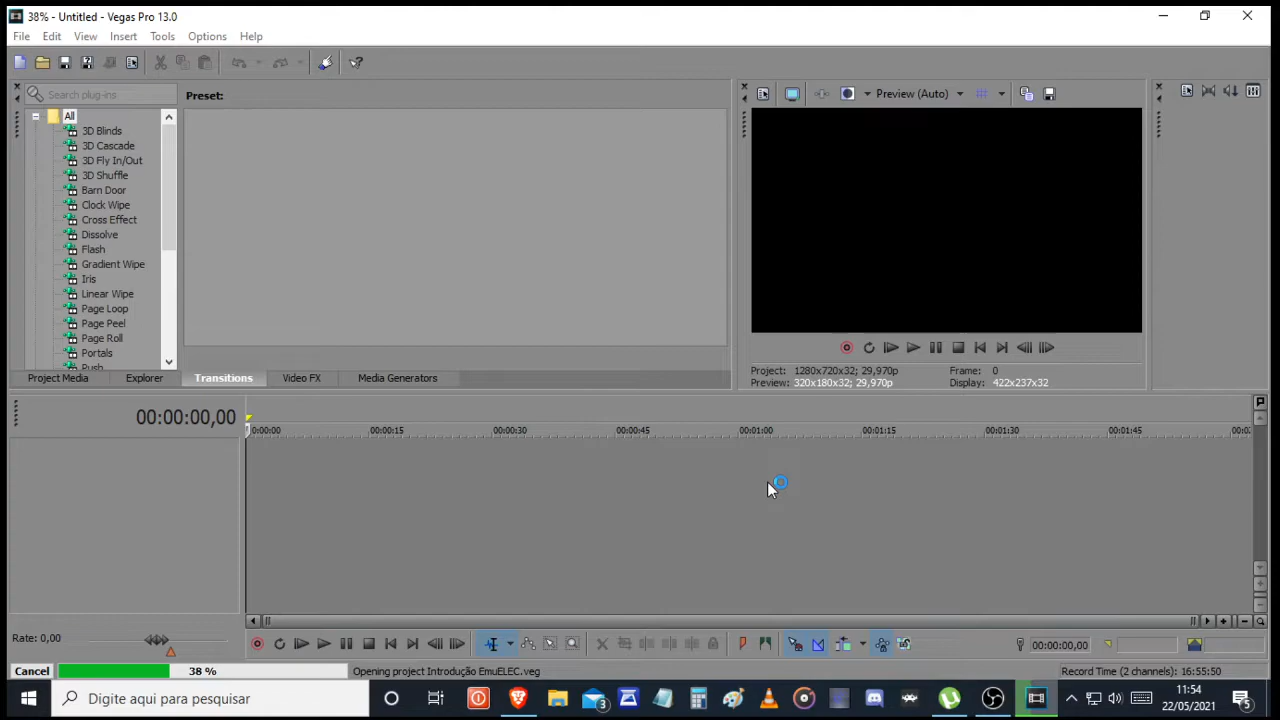 38% - Untitled - Vegas Pro 13.0
File Edit View Insert Tools Options Help
Search plug-ins
Preset:
Preview (Auto)
All
3D Blinds
3D Cascade
3D Fly In/Out
3D Shuffle
Barn Door
Clock Wipe
Cross Effect
Dissolve
Flash
Gradient Wipe
Iris
Linear Wipe
Page Loop
Page Peel
Page Roll
Portals
Push
Project: 1280x720x32; 29,970p Frame: 0
Preview: 320x180x32; 29,970p Display: 422x237x32
Project Media Explorer Transitions Video FX Media Generators
00:00:00,00
00:00:00 00:00:15 00:00:30 00:00:45 00:01:00 00:01:15 00:01:30 00:01:45
Rate: 0,00
00:00:00,00
Cancel 38 % Opening project Introdução EmuELEC.veg Record Time (2 channels): 16:55:50
Digite aqui para pesquisar
3
11:54
22/05/2021
5